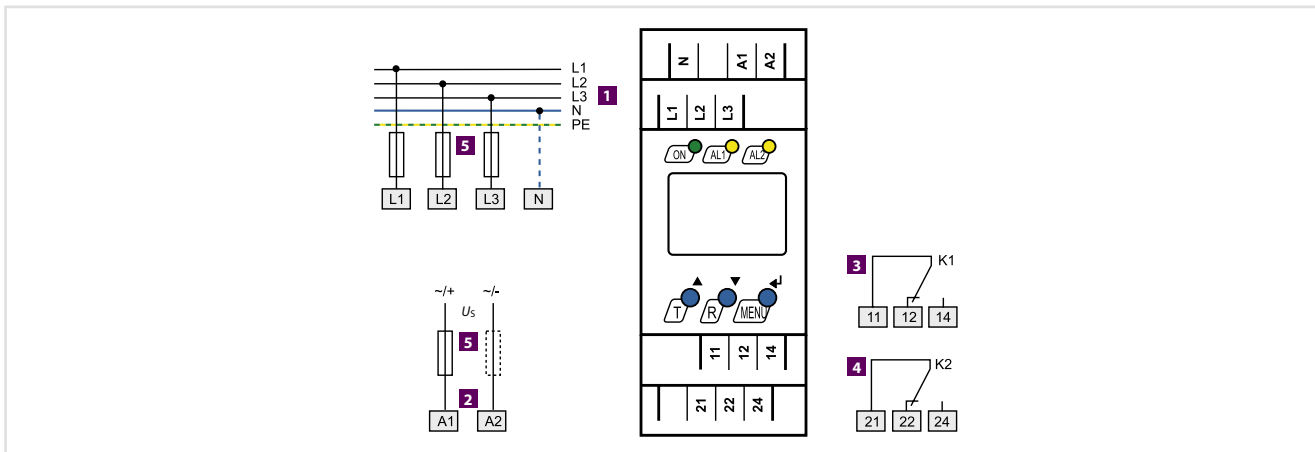 L1
L2
L3
N
PE
1
5
L1 L2 L3 N
~/+ ~/-
US
5
2
A1 A2
N A1 A2
L1 L2 L3
ON AL1 AL2
▲ ▼ ↵
T R MENU
11 12 14
21 22 24
3
K1
11 12 14
4
K2
21 22 24